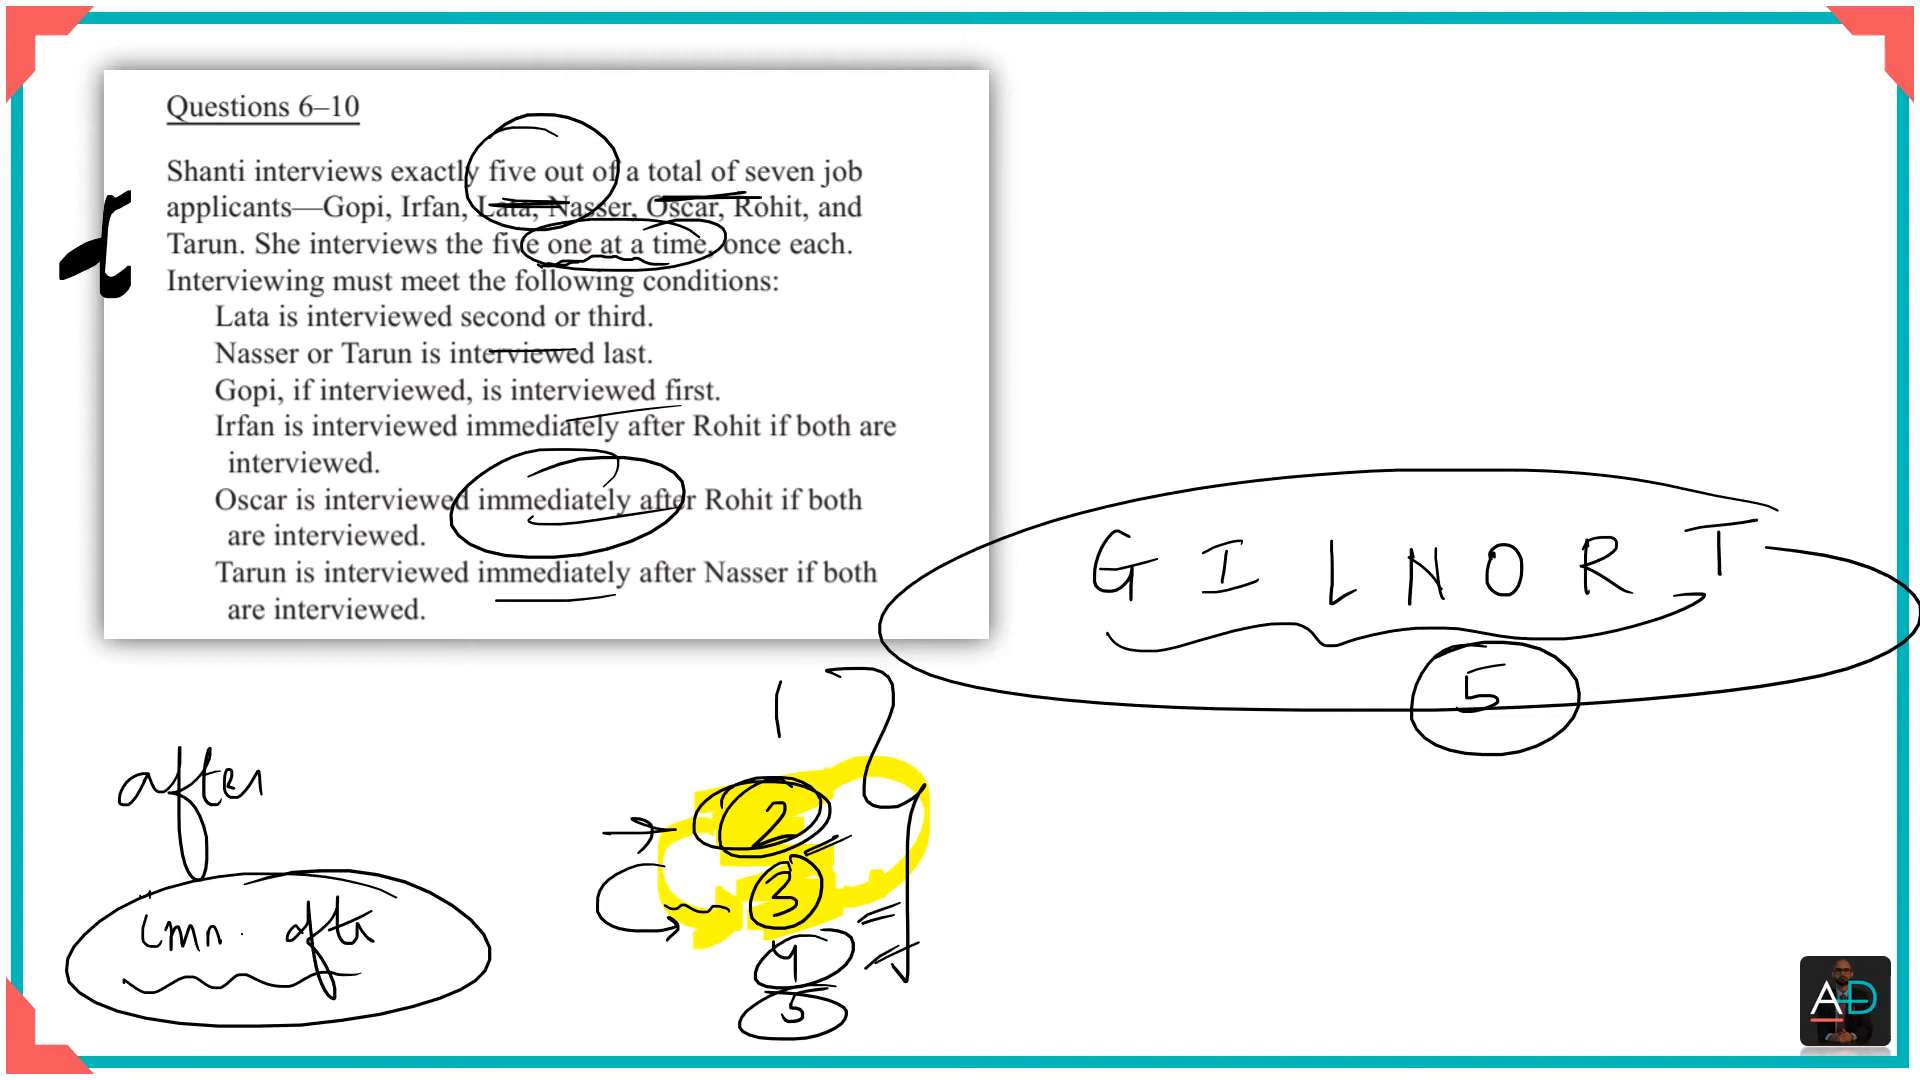 Questions 6–10
Shanti interviews exactly five out of a total of seven job
applicants—Gopi, Irfan, Lata, Nasser, Oscar, Rohit, and
Tarun. She interviews the five one at a time, once each.
Interviewing must meet the following conditions:
Lata is interviewed second or third.
Nasser or Tarun is interviewed last.
Gopi, if interviewed, is interviewed first.
Irfan is interviewed immediately after Rohit if both are
interviewed.
Oscar is interviewed immediately after Rohit if both
are interviewed.
Tarun is interviewed immediately after Nasser if both
are interviewed.
G I L N O R T
5
1
after
2
3
imn. aftr
4
5
AD